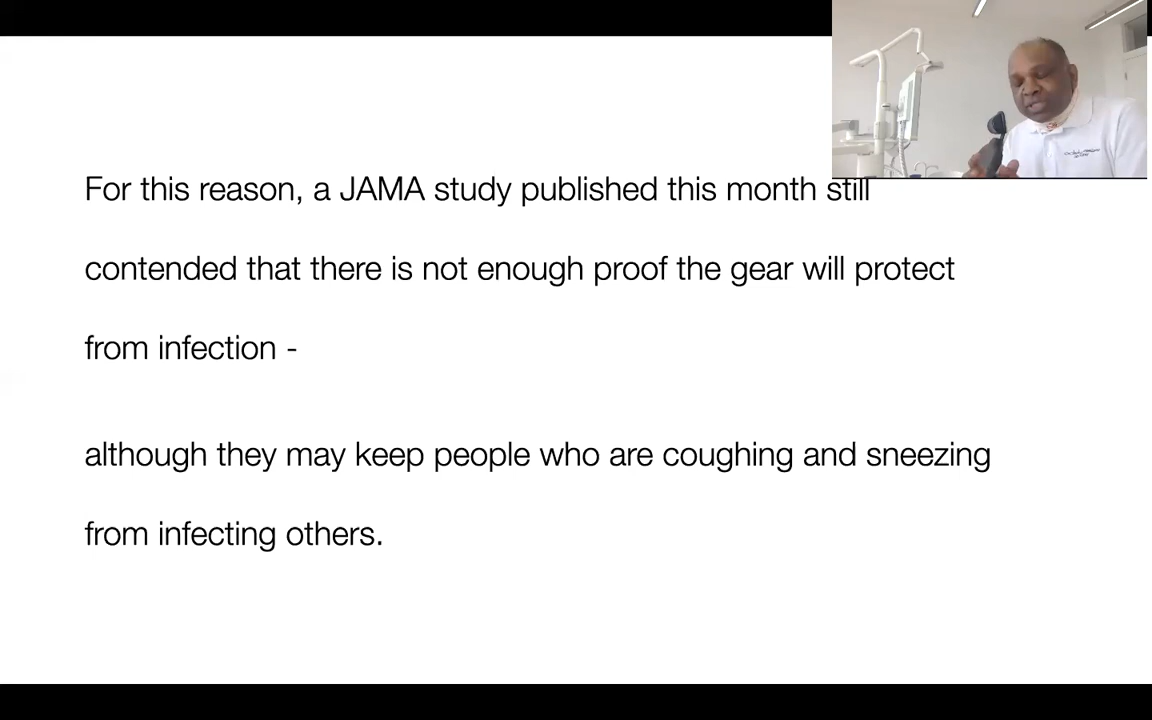 For this reason, a JAMA study published this month still
contended that there is not enough proof the gear will protect
from infection -
although they may keep people who are coughing and sneezing
from infecting others.